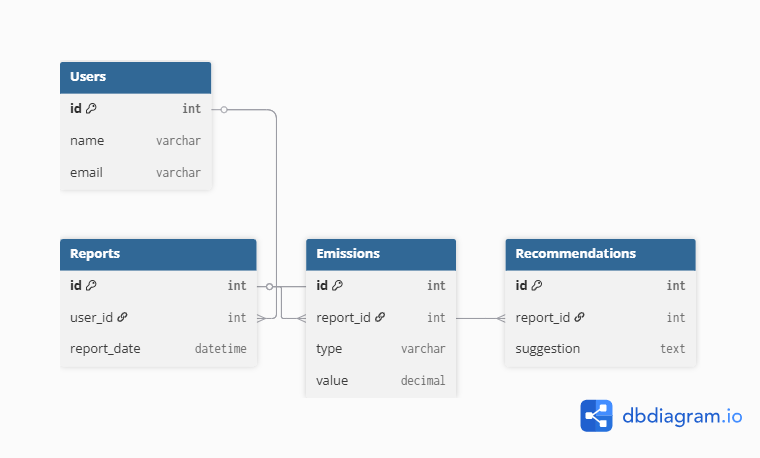 Users
id int
name varchar
email varchar
Reports
id int
user_id int
report_date datetime
Emissions
id int
report_id int
type varchar
value decimal
Recommendations
id int
report_id int
suggestion text
dbdiagram.io